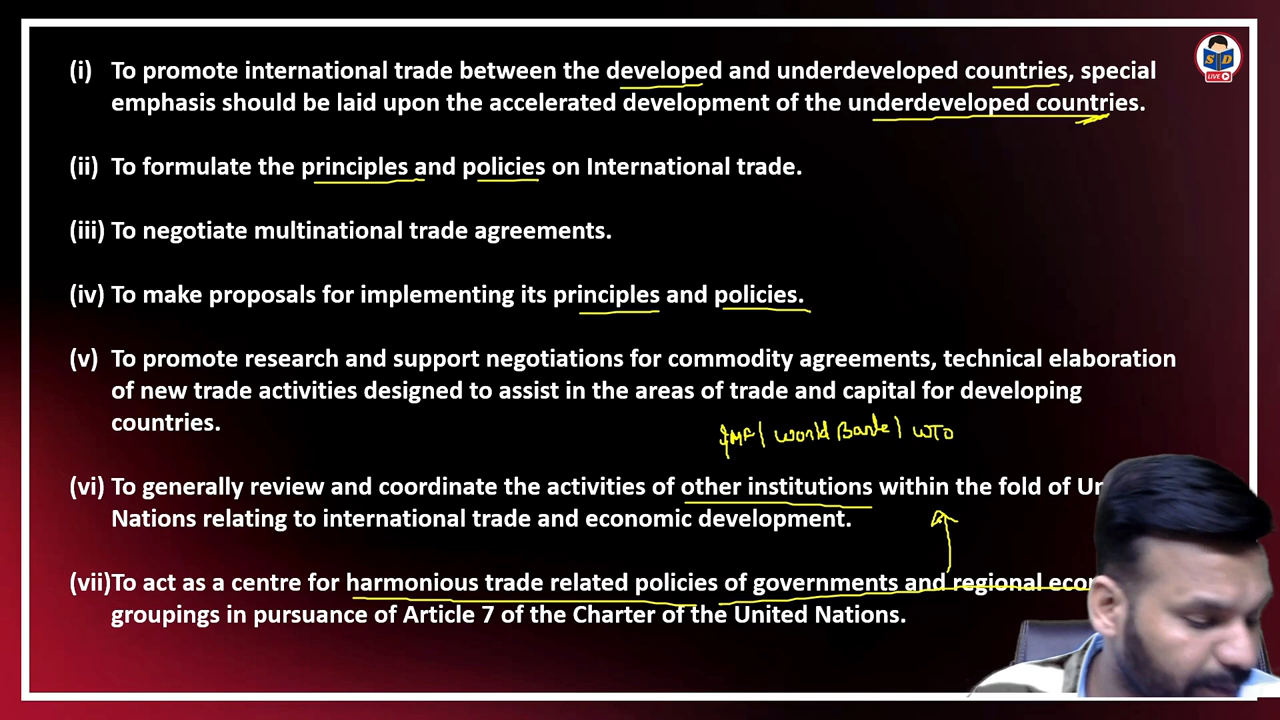 S D
LIVE
(i) To promote international trade between the developed and underdeveloped countries, special
emphasis should be laid upon the accelerated development of the underdeveloped countries.
(ii) To formulate the principles and policies on International trade.
(iii) To negotiate multinational trade agreements.
(iv) To make proposals for implementing its principles and policies.
(v) To promote research and support negotiations for commodity agreements, technical elaboration
of new trade activities designed to assist in the areas of trade and capital for developing
countries.
IMF | World Bank | WTO
(vi) To generally review and coordinate the activities of other institutions within the fold of
Nations relating to international trade and economic development.
(vii)To act as a centre for harmonious trade related policies of governments and regional
groupings in pursuance of Article 7 of the Charter of the United Nations.